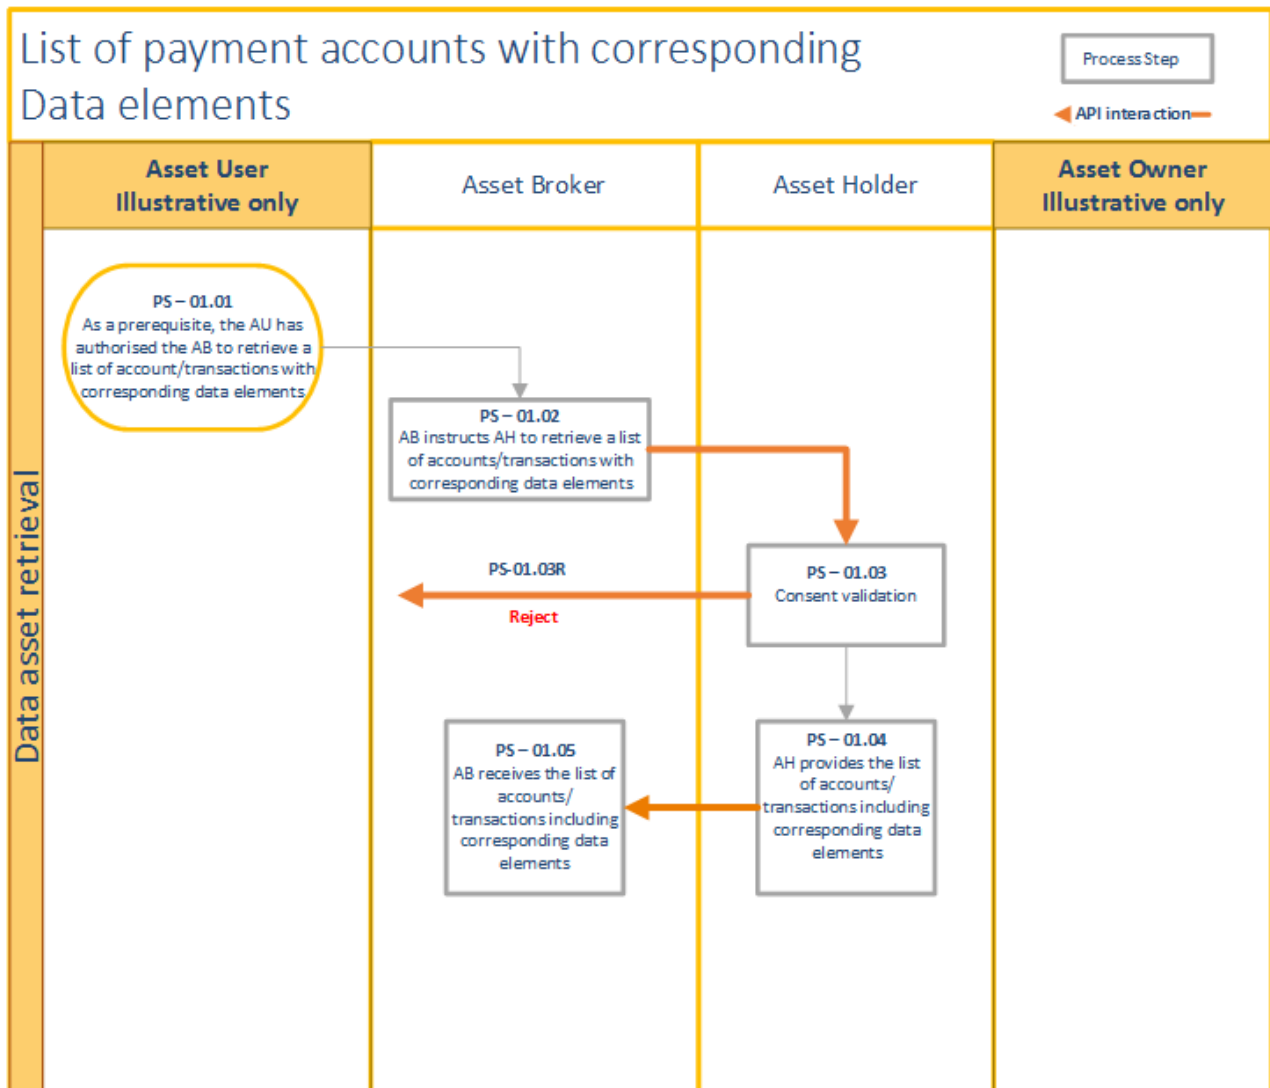 List of payment accounts with corresponding
Data elements
Process Step
API interaction
Asset User
Illustrative only
Asset Broker
Asset Holder
Asset Owner
Illustrative only
Data asset retrieval
PS – 01.01
As a prerequisite, the AU has
authorised the AB to retrieve a
list of account/transactions with
corresponding data elements
PS – 01.02
AB instructs AH to retrieve a list
of accounts/transactions with
corresponding data elements
PS-01.03R
Reject
PS – 01.03
Consent validation
PS – 01.05
AB receives the list of
accounts/
transactions including
corresponding data
elements
PS – 01.04
AH provides the list
of accounts/
transactions including
corresponding data
elements